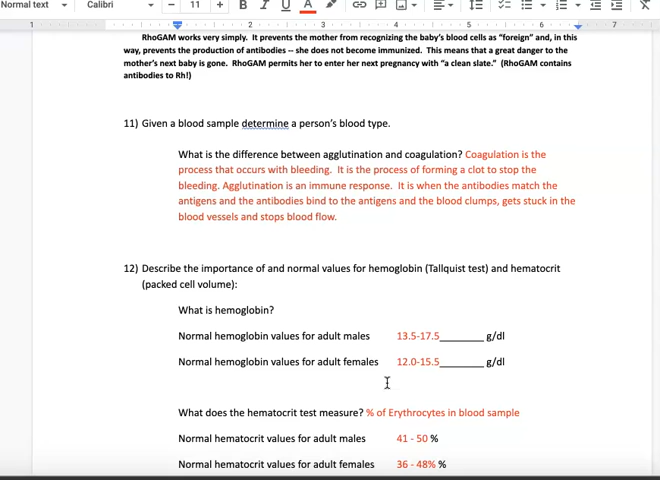 Normal text Calibri 11 B I U A
1 1 2 3 4 5 6 7
RhoGAM works very simply. It prevents the mother from recognizing the baby's blood cells as "foreign" and, in this
way, prevents the production of antibodies -- she does not become immunized. This means that a great danger to the
mother's next baby is gone. RhoGAM permits her to enter her next pregnancy with "a clean slate." (RhoGAM contains
antibodies to Rh!)
11) Given a blood sample determine a person's blood type.
What is the difference between agglutination and coagulation? Coagulation is the
process that occurs with bleeding. It is the process of forming a clot to stop the
bleeding. Agglutination is an immune response. It is when the antibodies match the
antigens and the antibodies bind to the antigens and the blood clumps, gets stuck in the
blood vessels and stops blood flow.
12) Describe the importance of and normal values for hemoglobin (Tallquist test) and hematocrit
(packed cell volume):
What is hemoglobin?
Normal hemoglobin values for adult males 13.5-17.5________ g/dl
Normal hemoglobin values for adult females 12.0-15.5________ g/dl
What does the hematocrit test measure? % of Erythrocytes in blood sample
Normal hematocrit values for adult males 41 - 50 %
Normal hematocrit values for adult females 36 - 48% %